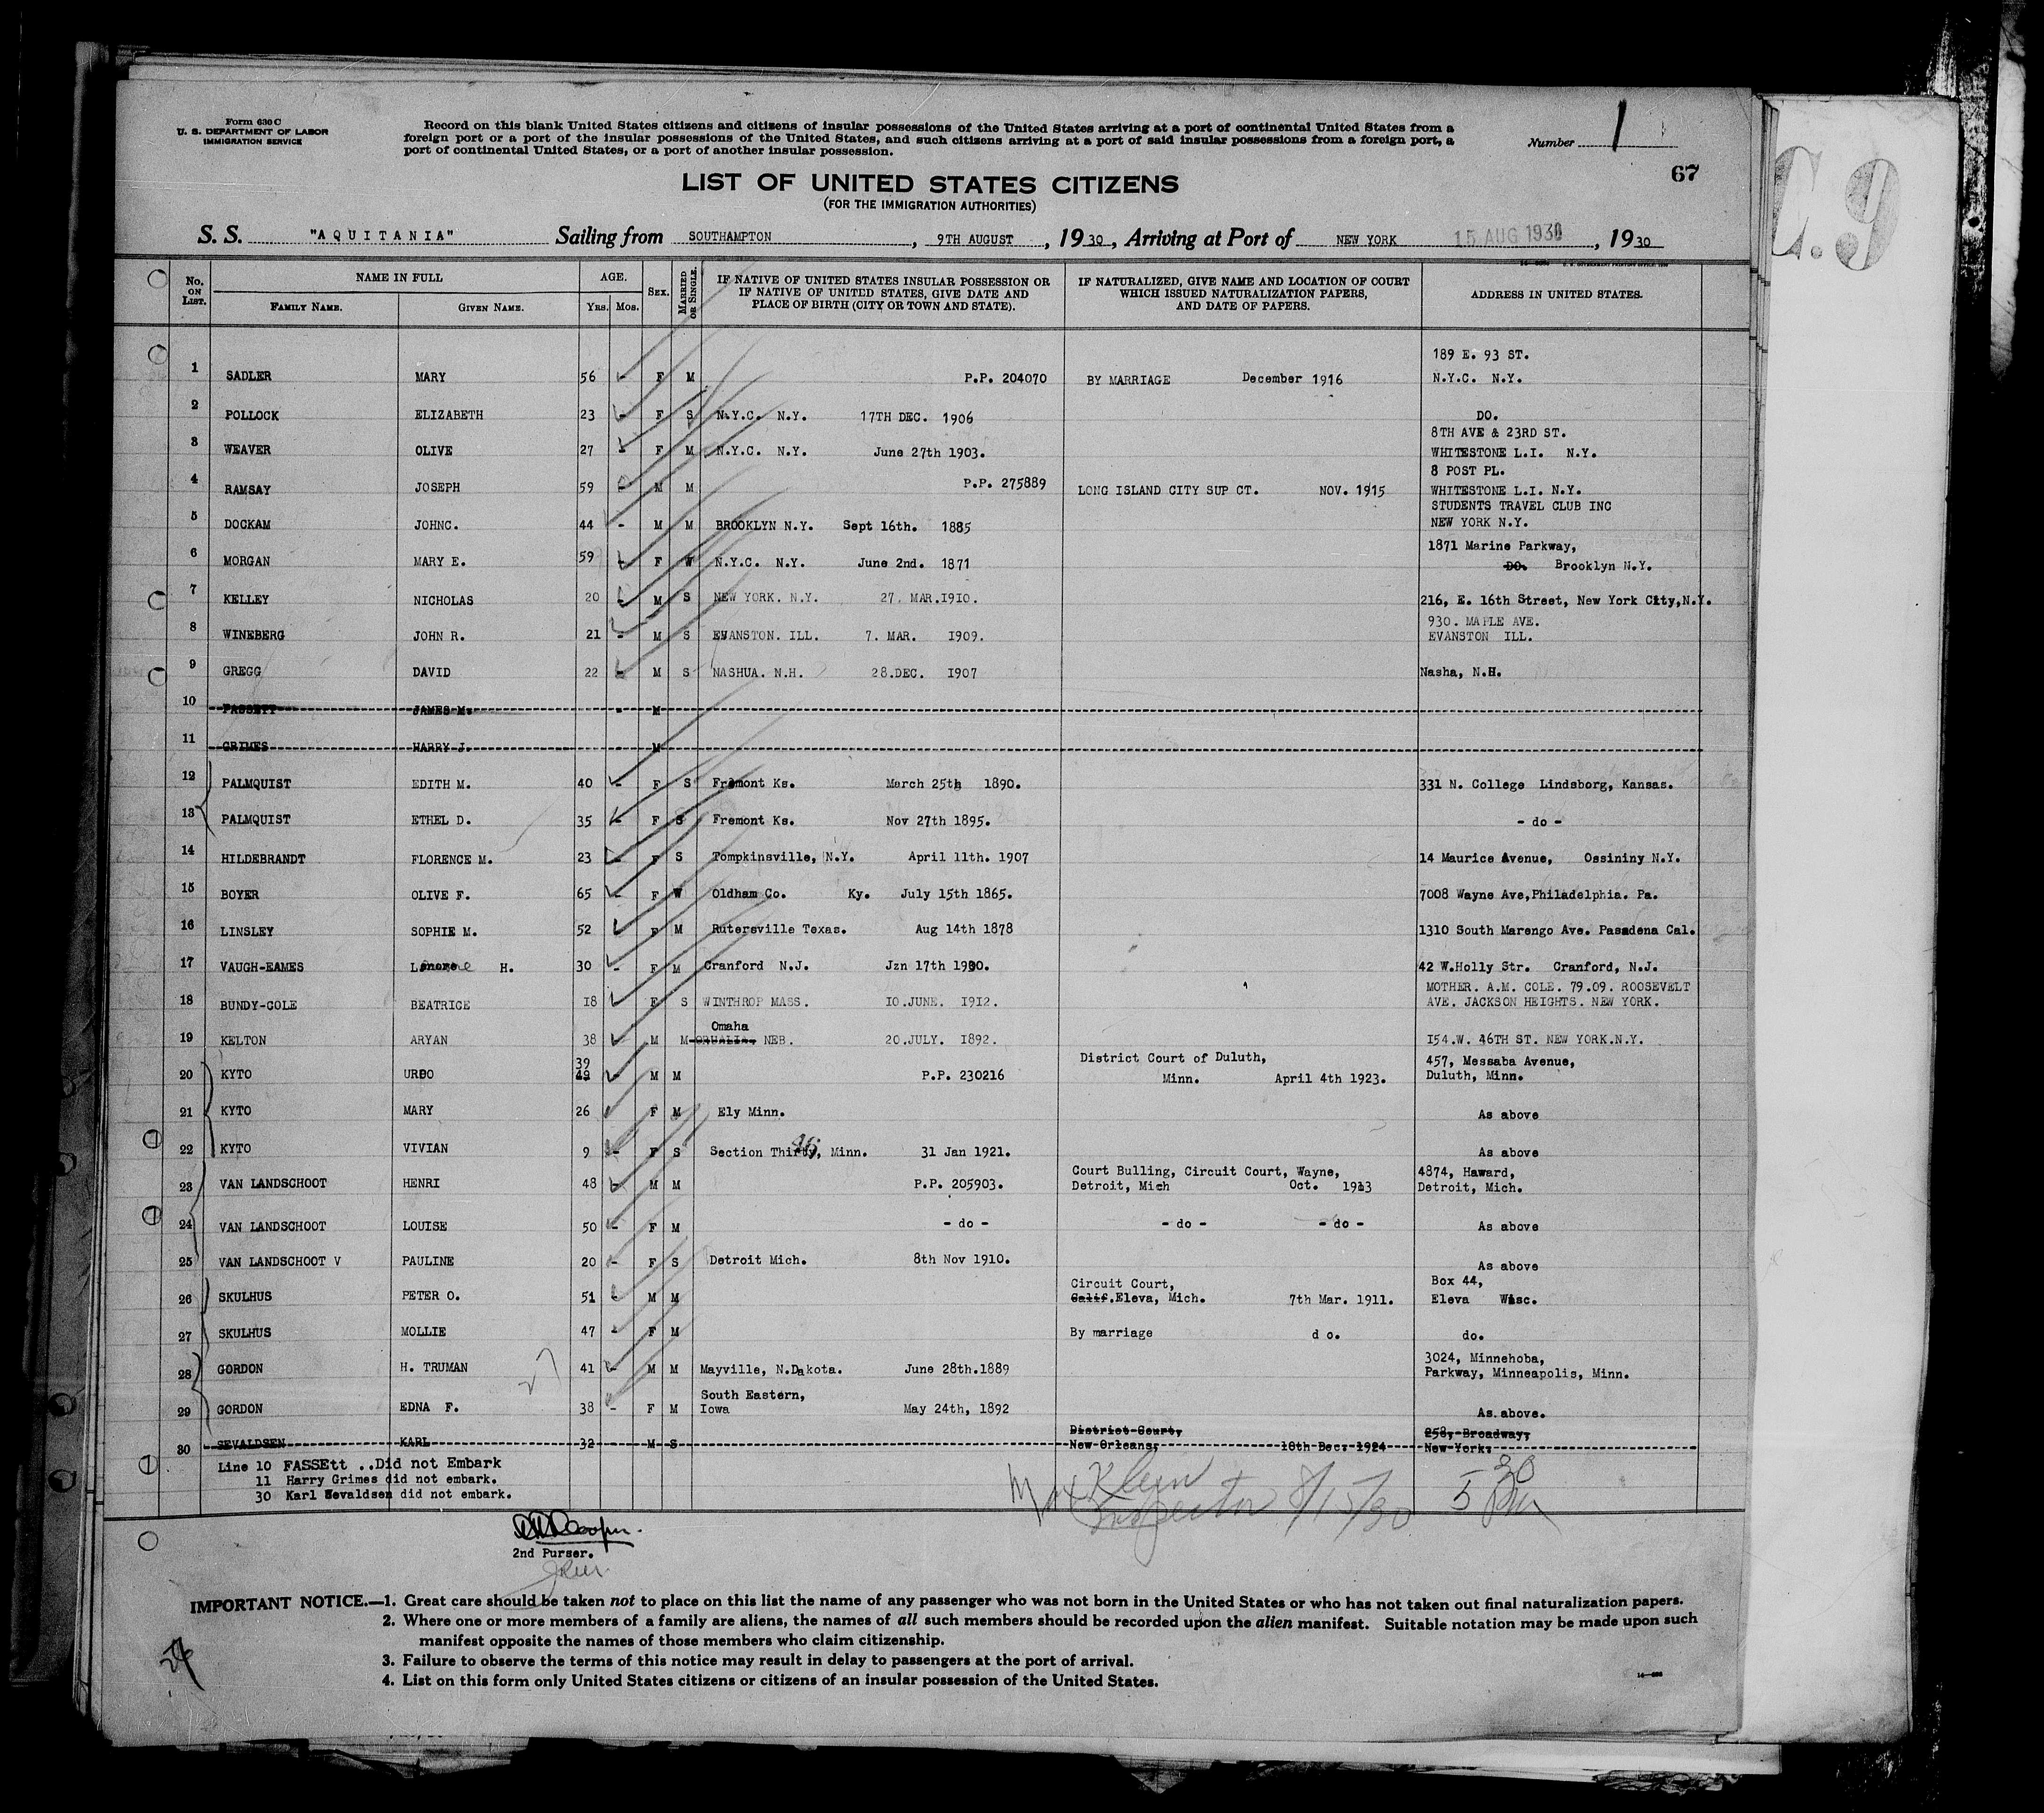 Form 630 C
U. S. DEPARTMENT OF LABOR
IMMIGRATION SERVICE
Record on this blank United States citizens and citizens of insular possessions of the United States arriving at a port of continental United States from a
foreign port or a port of the insular possessions of the United States, and such citizens arriving at a port of said insular possessions from a foreign port, a
port of continental United States, or a port of another insular possession.
Number 1
67
C.9
LIST OF UNITED STATES CITIZENS
(FOR THE IMMIGRATION AUTHORITIES)
S. S. "AQUITANIA" Sailing from SOUTHAMPTON, 9TH AUGUST, 1930, Arriving at Port of NEW YORK 15 AUG 1930, 1930
No. ON LIST. NAME IN FULL AGE. SEX. MARRIED OR SINGLE. IF NATIVE OF UNITED STATES INSULAR POSSESSION OR IF NATIVE OF UNITED STATES, GIVE DATE AND PLACE OF BIRTH (CITY OR TOWN AND STATE). IF NATURALIZED, GIVE NAME AND LOCATION OF COURT WHICH ISSUED NATURALIZATION PAPERS, AND DATE OF PAPERS. ADDRESS IN UNITED STATES.
FAMILY NAME. GIVEN NAME. YRS. MOS.
189 E. 93 ST.
1 SADLER MARY 56 - F M P.P. 204070 BY MARRIAGE December 1916 N.Y.C. N.Y.
2 POLLOCK ELIZABETH 23 - F S N.Y.C. N.Y. 17TH DEC. 1906 DO.
8TH AVE & 23RD ST.
3 WEAVER OLIVE 27 - F M N.Y.C. N.Y. June 27th 1903. WHITESTONE L.I. N.Y.
8 POST PL.
4 RAMSAY JOSEPH 59 - M M P.P. 275889 LONG ISLAND CITY SUP CT. NOV. 1915 WHITESTONE L.I. N.Y.
STUDENTS TRAVEL CLUB INC
5 DOCKAM JOHNC. 44 - M M BROOKLYN N.Y. Sept 16th. 1885 NEW YORK N.Y.
1871 Marine Parkway,
6 MORGAN MARY E. 59 - F W N.Y.C. N.Y. June 2nd. 1871 DO. Brooklyn N.Y.
7 KELLEY NICHOLAS 20 - M S NEW YORK. N.Y. 27. MAR.1910. 216, E. 16th Street, New York City,N.Y.
930. MAPLE AVE.
8 WINEBERG JOHN R. 21 - M S EVANSTON. ILL. 7. MAR. 1909. EVANSTON ILL.
9 GREGG DAVID 22 - M S NASHUA. N.H. 28.DEC. 1907 Nasha, N.H.
10 FASSETT JAMES M. - M
11 GRIMES HARRY J. - M
12 PALMQUIST EDITH M. 40 - F S Fremont Ks. March 25th 1890. 331 N. College Lindsborg, Kansas.
13 PALMQUIST ETHEL D. 35 - F S Fremont Ks. Nov 27th 1895. - do -
14 HILDEBRANDT FLORENCE M. 23 - F S Tompkinsville, N.Y. April 11th. 1907 14 Maurice Avenue, Ossininy N.Y.
15 BOYER OLIVE F. 65 - F W Oldham Co. Ky. July 15th 1865. 7008 Wayne Ave,Philadelphia. Pa.
16 LINSLEY SOPHIE M. 52 - F M Rutersville Texas. Aug 14th 1878 1310 South Marengo Ave. Pasadena Cal.
17 VAUGH-EAMES Lenore H. 30 - F M Cranford N.J. Jzn 17th 1900. 42 W.Holly Str. Cranford, N.J.
MOTHER. A.M. COLE. 79.09. ROOSEVELT
18 BUNDY-COLE BEATRICE 18 F S WINTHROP MASS. 10.JUNE. 1912. AVE. JACKSON HEIGHTS. NEW YORK.
Omaha
19 KELTON ARYAN 38 M M NEB. 20.JULY. 1892. 154.W. 46TH ST. NEW YORK.N.Y.
39 District Court of Duluth, 457, Messaba Avenue,
20 KYTO URBO 49 - M M P.P. 230216 Minn. April 4th 1923. Duluth, Minn.
21 KYTO MARY 26 F M Ely Minn. As above
22 KYTO VIVIAN 9 - F S Section Thirty, Minn. 31 Jan 1921. As above
Court Bulling, Circuit Court, Wayne, 4874, Haward,
23 VAN LANDSCHOOT HENRI 48 - M M P.P. 205903. Detroit, Mich Oct. 1913 Detroit, Mich.
24 VAN LANDSCHOOT LOUISE 50 - F M - do - - do - - do - As above
25 VAN LANDSCHOOT V PAULINE 20 - F S Detroit Mich. 8th Nov 1910. As above
Circuit Court, Box 44,
26 SKULHUS PETER O. 51 - M M Calif.Eleva, Mich. 7th Mar. 1911. Eleva Wisc.
27 SKULHUS MOLLIE 47 - F M By marriage d o. do.
3024, Minnehoba,
28 GORDON H. TRUMAN 41 - M M Mayville, N.Dakota. June 28th.1889 Parkway, Minneapolis, Minn.
South Eastern,
29 GORDON EDNA F. 38 - F M Iowa May 24th, 1892 As above.
District Court, 258, Broadway,
30 SEVALDSEN KARL 32 M S New Orleans, 18th Dec. 1924 New York.
Line 10 FASSEtt ..Did not Embark
11 Harry Grimes did not embark.
30 Karl Sevaldsen did not embark.
Max Klein
Inspector 8/15/30 5 30 PM
2nd Purser.
IMPORTANT NOTICE.—1. Great care should be taken not to place on this list the name of any passenger who was not born in the United States or who has not taken out final naturalization papers.
2. Where one or more members of a family are aliens, the names of all such members should be recorded upon the alien manifest. Suitable notation may be made upon such
manifest opposite the names of those members who claim citizenship.
3. Failure to observe the terms of this notice may result in delay to passengers at the port of arrival.
4. List on this form only United States citizens or citizens of an insular possession of the United States.